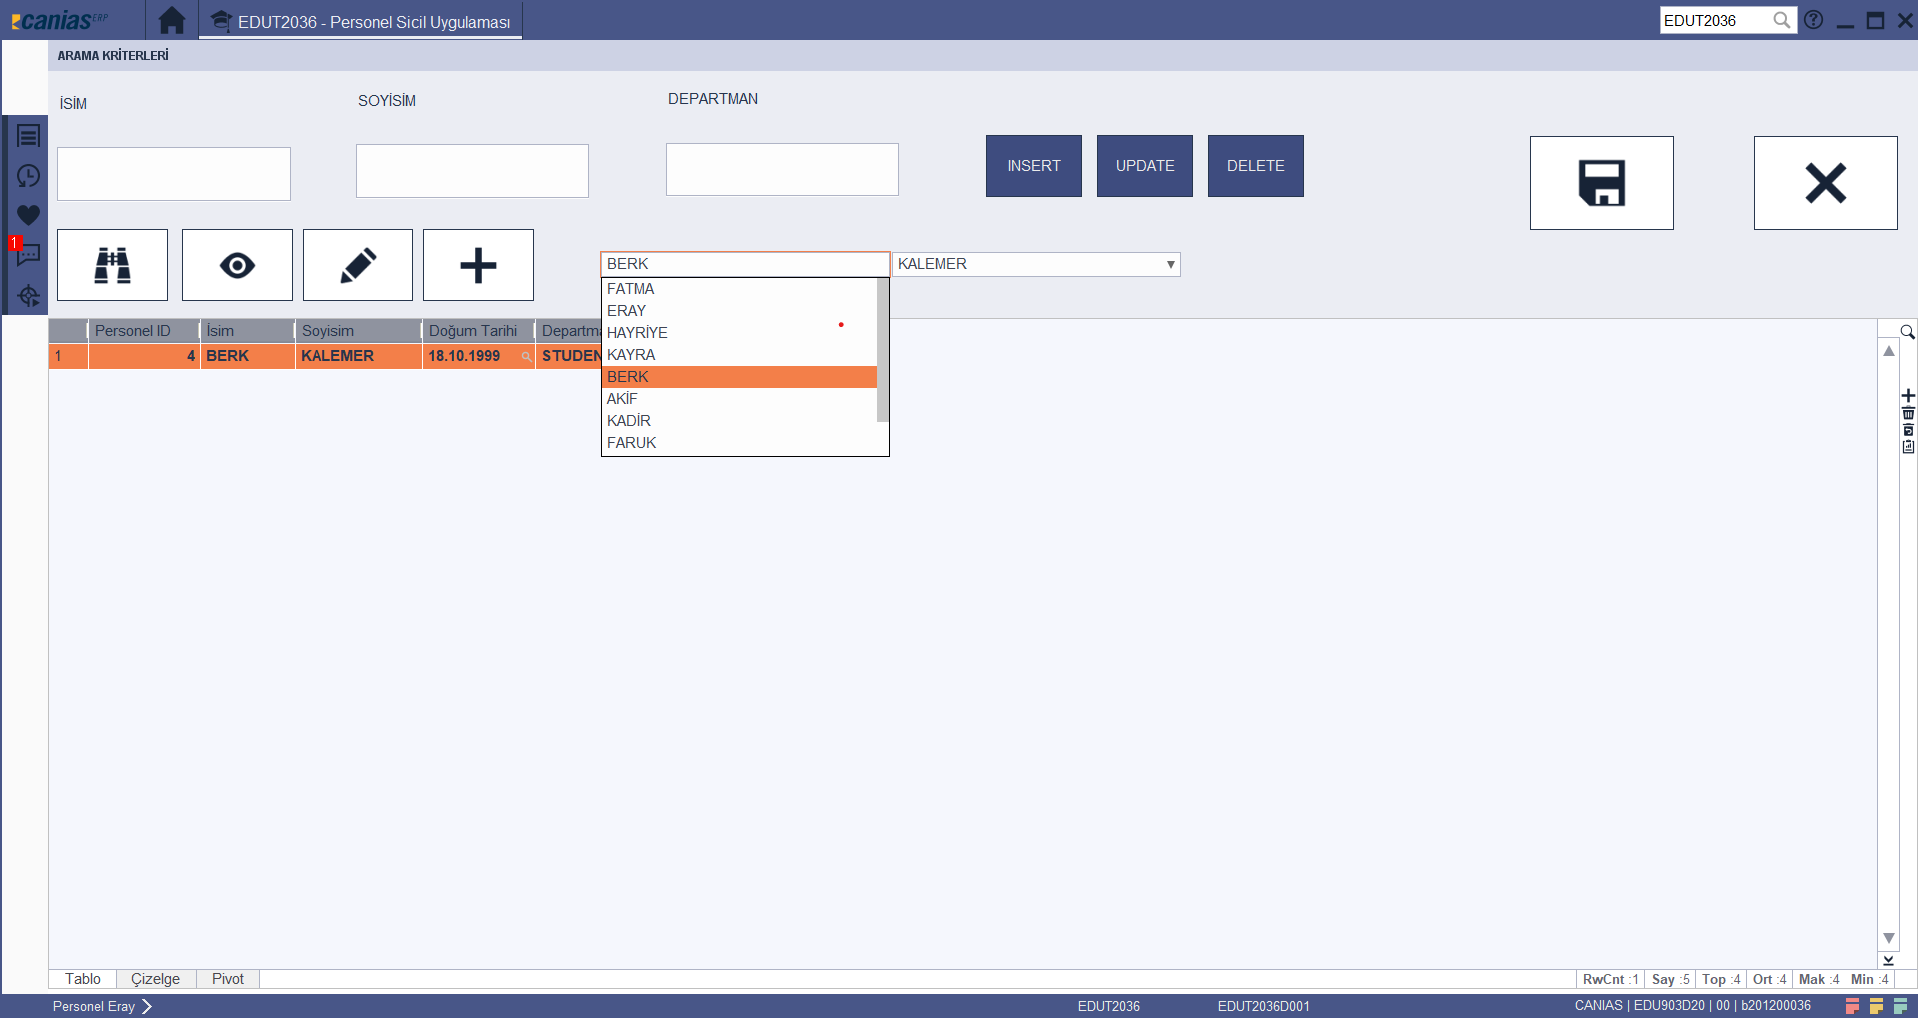 canias ERP
EDUT2036 - Personel Sicil Uygulaması
EDUT2036
ARAMA KRİTERLERİ
İSİM
SOYİSİM
DEPARTMAN
INSERT
UPDATE
DELETE
1
BERK
KALEMER
FATMA
ERAY
HAYRİYE
KAYRA
BERK
AKİF
KADİR
FARUK
Personel ID İsim Soyisim Doğum Tarihi Departma
1 4 BERK KALEMER 18.10.1999 STUDEN
Tablo Çizelge Pivot
RwCnt :1 Say :5 Top :4 Ort :4 Mak :4 Min :4
Personel Eray
EDUT2036
EDUT2036D001
CANIAS | EDU903D20 | 00 | b201200036